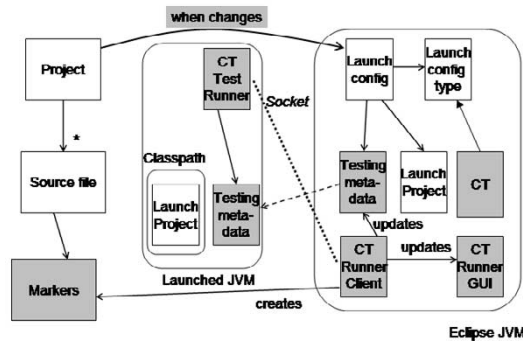 when changes
Project
CT
Test
Runner
Socket
Launch
config
Launch
config
type
*
Classpath
Source file
Launch
Project
Testing
meta-
data
Testing
meta-
data
Launch
Project
CT
updates
Markers
Launched JVM
creates
CT
Runner
Client
updates
CT
Runner
GUI
Eclipse JVM